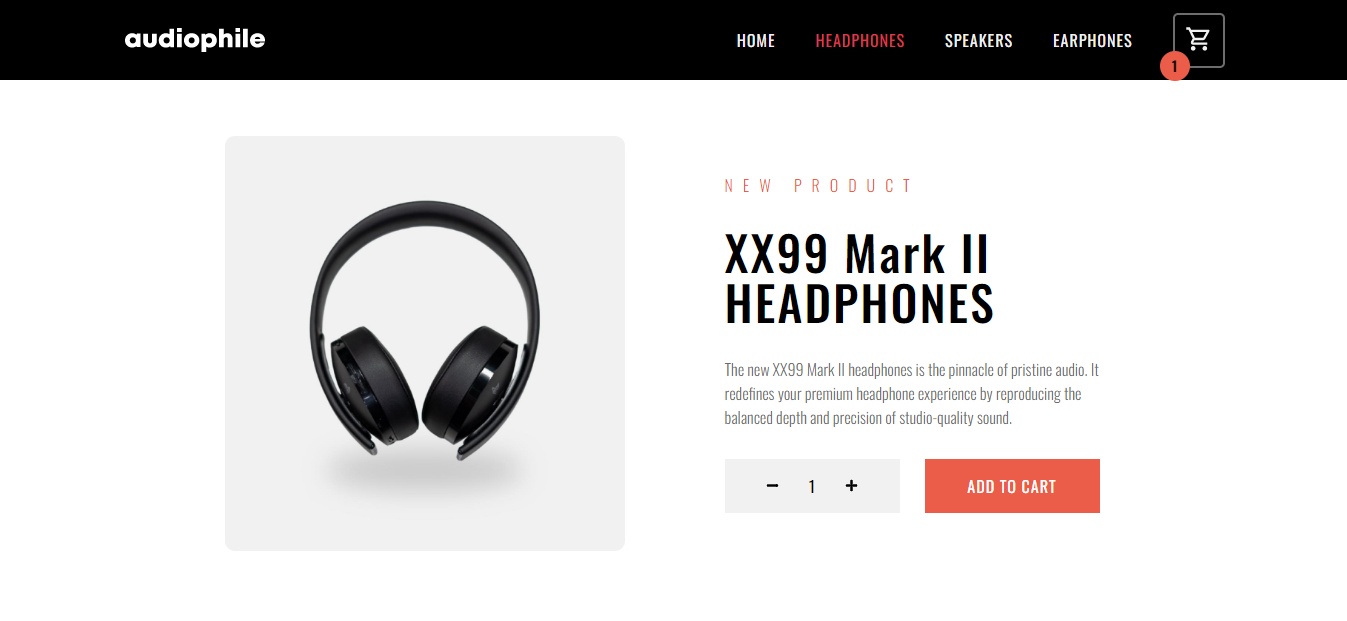 audiophile
HOME HEADPHONES SPEAKERS EARPHONES
1
NEW PRODUCT
XX99 Mark II
HEADPHONES
The new XX99 Mark II headphones is the pinnacle of pristine audio. It
redefines your premium headphone experience by reproducing the
balanced depth and precision of studio-quality sound.
− 1 + ADD TO CART